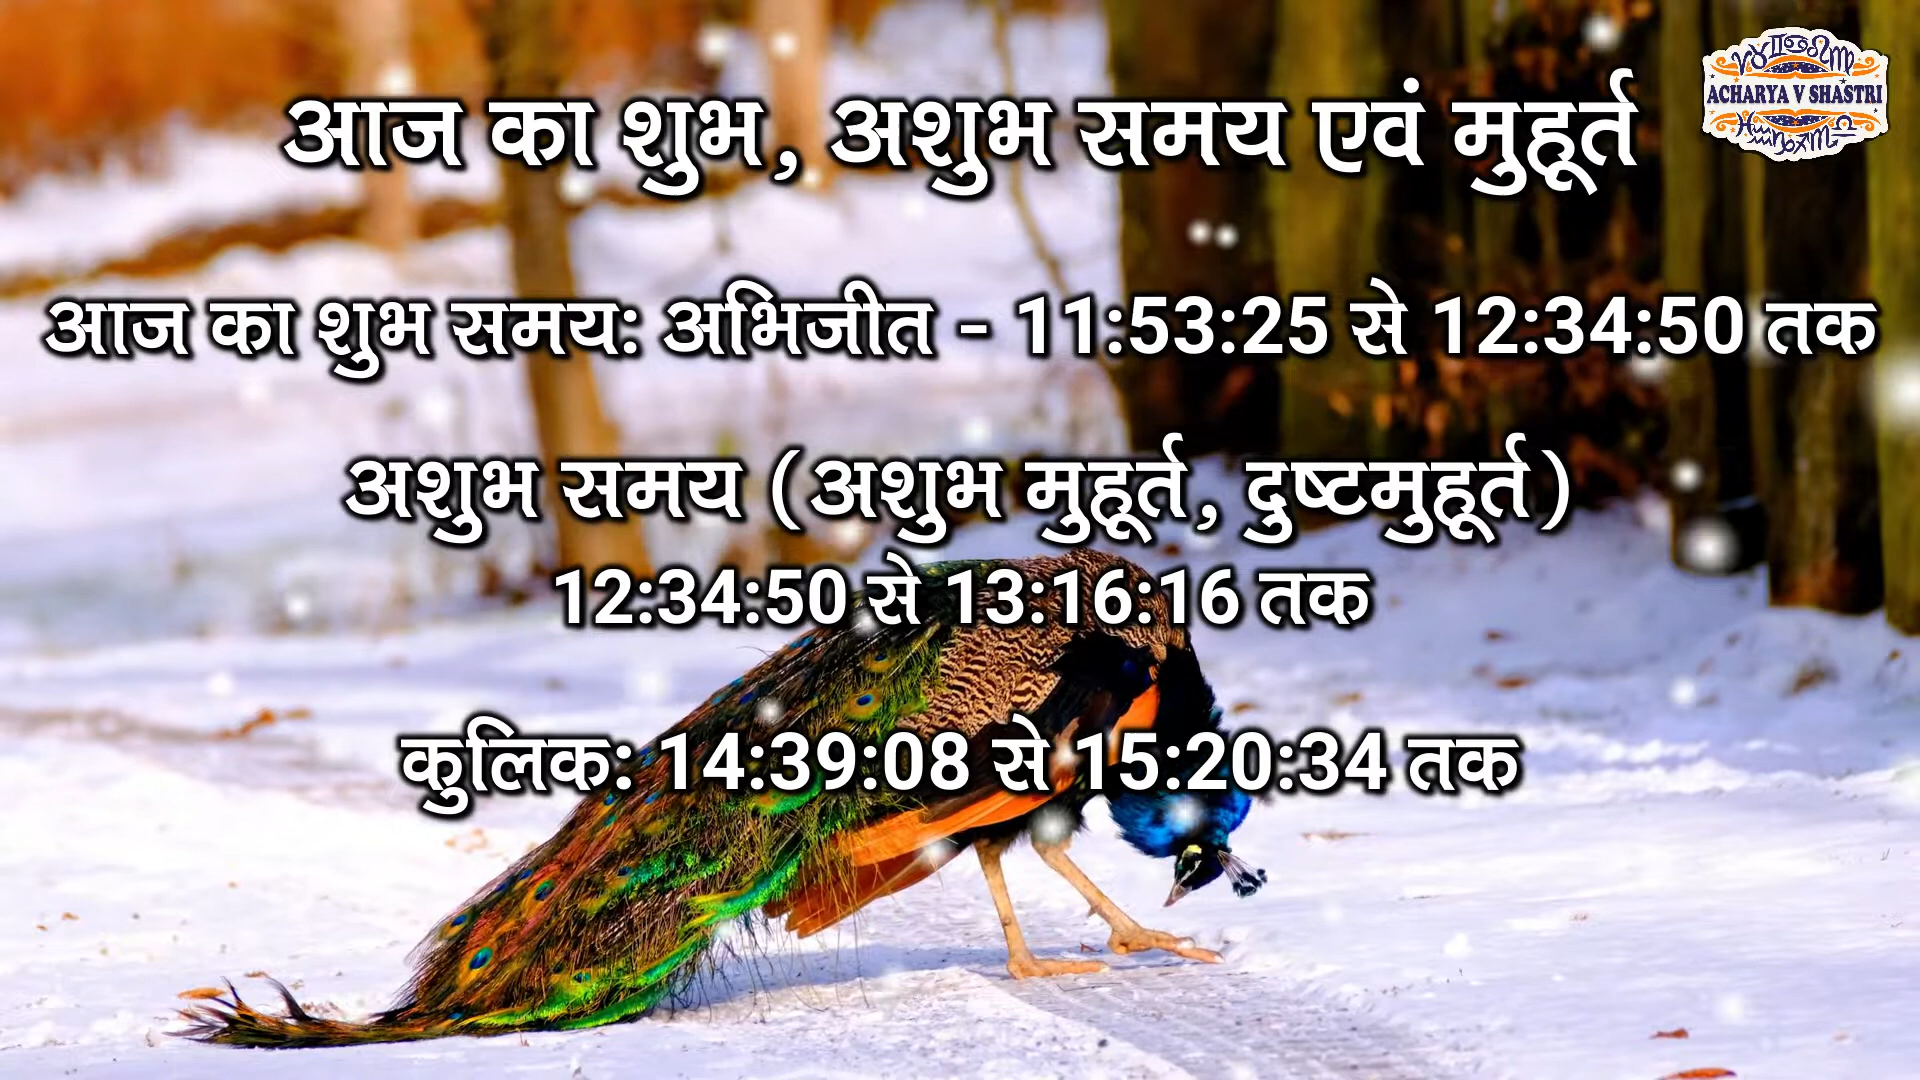 आज का शुभ, अशुभ समय एवं मुहूर्त
ACHARYA V SHASTRI
आज का शुभ समय: अभिजीत - 11:53:25 से 12:34:50 तक
अशुभ समय (अशुभ मुहूर्त, दुष्टमुहूर्त)
12:34:50 से 13:16:16 तक
कुलिक: 14:39:08 से 15:20:34 तक